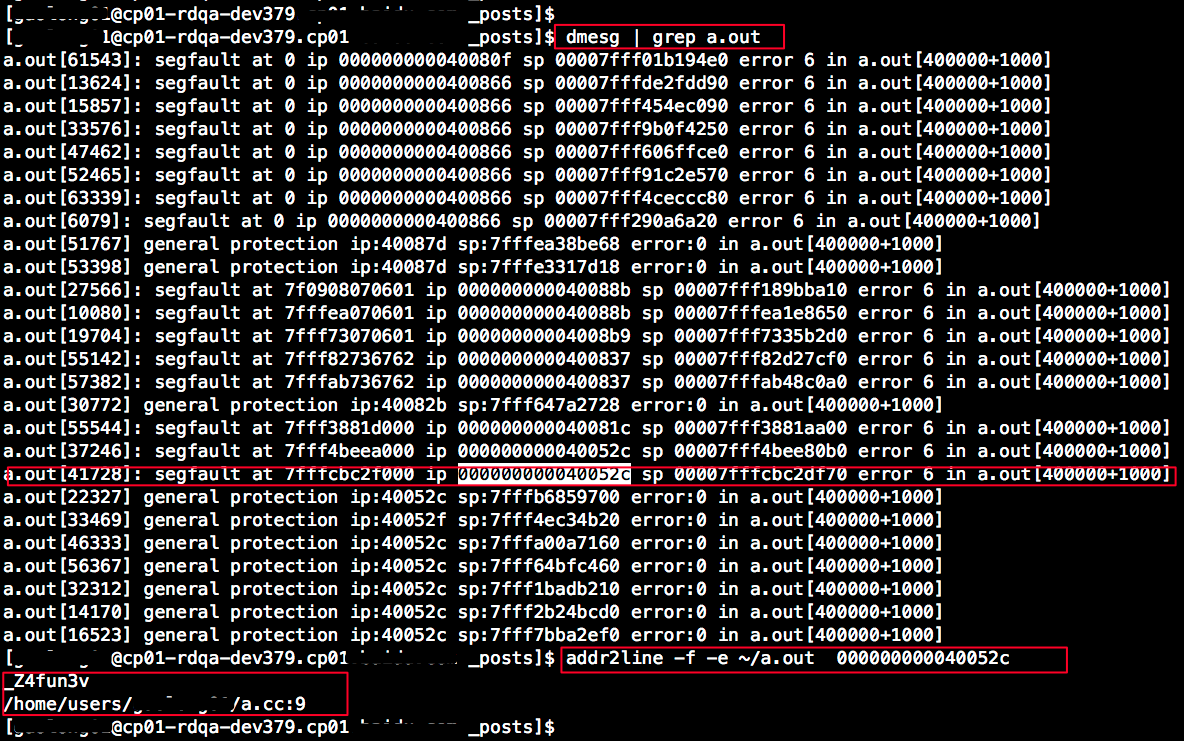 @cp01-rdqa-dev379 _posts]$
@cp01-rdqa-dev379.cp01 _posts]$ dmesg | grep a.out
a.out[61543]: segfault at 0 ip 000000000040080f sp 00007fff01b194e0 error 6 in a.out[400000+1000]
a.out[13624]: segfault at 0 ip 0000000000400866 sp 00007fffde2fdd90 error 6 in a.out[400000+1000]
a.out[15857]: segfault at 0 ip 0000000000400866 sp 00007fff454ec090 error 6 in a.out[400000+1000]
a.out[33576]: segfault at 0 ip 0000000000400866 sp 00007fff9b0f4250 error 6 in a.out[400000+1000]
a.out[47462]: segfault at 0 ip 0000000000400866 sp 00007fff606ffce0 error 6 in a.out[400000+1000]
a.out[52465]: segfault at 0 ip 0000000000400866 sp 00007fff91c2e570 error 6 in a.out[400000+1000]
a.out[63339]: segfault at 0 ip 0000000000400866 sp 00007fff4ceccc80 error 6 in a.out[400000+1000]
a.out[6079]: segfault at 0 ip 0000000000400866 sp 00007fff290a6a20 error 6 in a.out[400000+1000]
a.out[51767] general protection ip:40087d sp:7fffea38be68 error:0 in a.out[400000+1000]
a.out[53398] general protection ip:40087d sp:7fffe3317d18 error:0 in a.out[400000+1000]
a.out[27566]: segfault at 7f0908070601 ip 000000000040088b sp 00007fff189bba10 error 6 in a.out[400000+1000]
a.out[10080]: segfault at 7fffea070601 ip 000000000040088b sp 00007fffea1e8650 error 6 in a.out[400000+1000]
a.out[19704]: segfault at 7fff73070601 ip 00000000004008b9 sp 00007fff7335b2d0 error 6 in a.out[400000+1000]
a.out[55142]: segfault at 7fff82736762 ip 0000000000400837 sp 00007fff82d27cf0 error 6 in a.out[400000+1000]
a.out[57382]: segfault at 7fffab736762 ip 0000000000400837 sp 00007fffab48c0a0 error 6 in a.out[400000+1000]
a.out[30772] general protection ip:40082b sp:7fff647a2728 error:0 in a.out[400000+1000]
a.out[55544]: segfault at 7fff3881d000 ip 000000000040081c sp 00007fff3881aa00 error 6 in a.out[400000+1000]
a.out[37246]: segfault at 7fff4beea000 ip 000000000040052c sp 00007fff4bee80b0 error 6 in a.out[400000+1000]
a.out[41728]: segfault at 7fffcbc2f000 ip 000000000040052c sp 00007fffcbc2df70 error 6 in a.out[400000+1000]
a.out[22327] general protection ip:40052c sp:7fffb6859700 error:0 in a.out[400000+1000]
a.out[33469] general protection ip:40052f sp:7fff4ec34b20 error:0 in a.out[400000+1000]
a.out[46333] general protection ip:40052c sp:7fffa00a7160 error:0 in a.out[400000+1000]
a.out[56367] general protection ip:40052c sp:7fff64bfc460 error:0 in a.out[400000+1000]
a.out[32312] general protection ip:40052c sp:7fff1badb210 error:0 in a.out[400000+1000]
a.out[14170] general protection ip:40052c sp:7fff2b24bcd0 error:0 in a.out[400000+1000]
a.out[16523] general protection ip:40052c sp:7fff7bba2ef0 error:0 in a.out[400000+1000]
@cp01-rdqa-dev379.cp01 _posts]$ addr2line -f -e ~/a.out 000000000040052c
_Z4fun3v
/home/users/ /a.cc:9
@cp01-rdqa-dev379.cp01 _posts]$